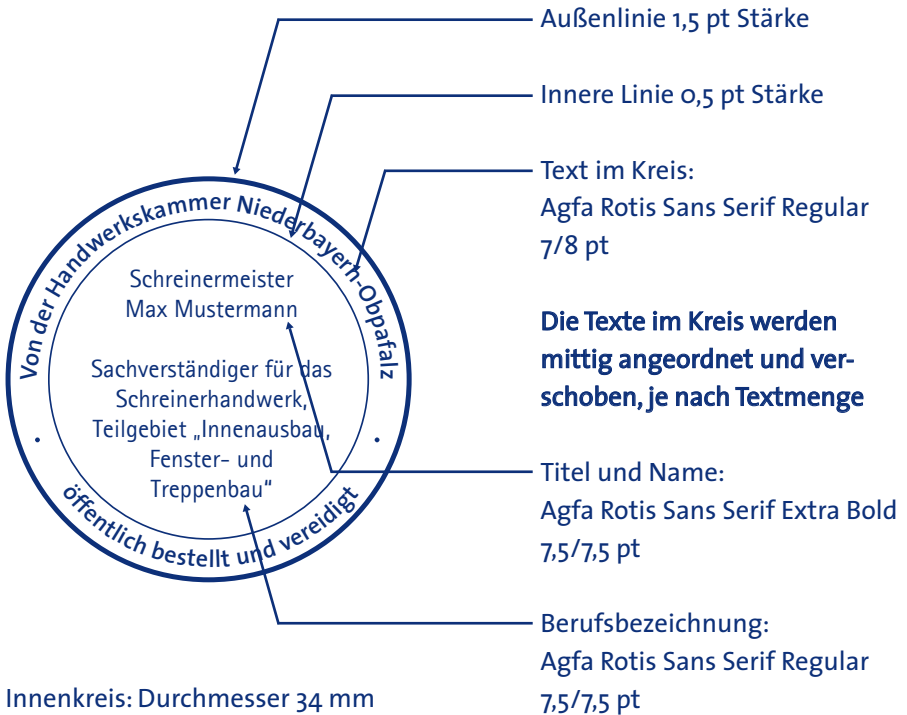 Außenlinie 1,5 pt Stärke
Innere Linie 0,5 pt Stärke
Text im Kreis:
Agfa Rotis Sans Serif Regular
7/8 pt
Die Texte im Kreis werden
mittig angeordnet und ver-
schoben, je nach Textmenge
Titel und Name:
Agfa Rotis Sans Serif Extra Bold
7,5/7,5 pt
Berufsbezeichnung:
Agfa Rotis Sans Serif Regular
7,5/7,5 pt
Von der Handwerkskammer Niederbayern-Obpafalz
Schreinermeister
Max Mustermann
Sachverständiger für das
Schreinerhandwerk,
Teilgebiet „Innenausbau,
Fenster- und
Treppenbau“
· öffentlich bestellt und vereidigt ·
Innenkreis: Durchmesser 34 mm